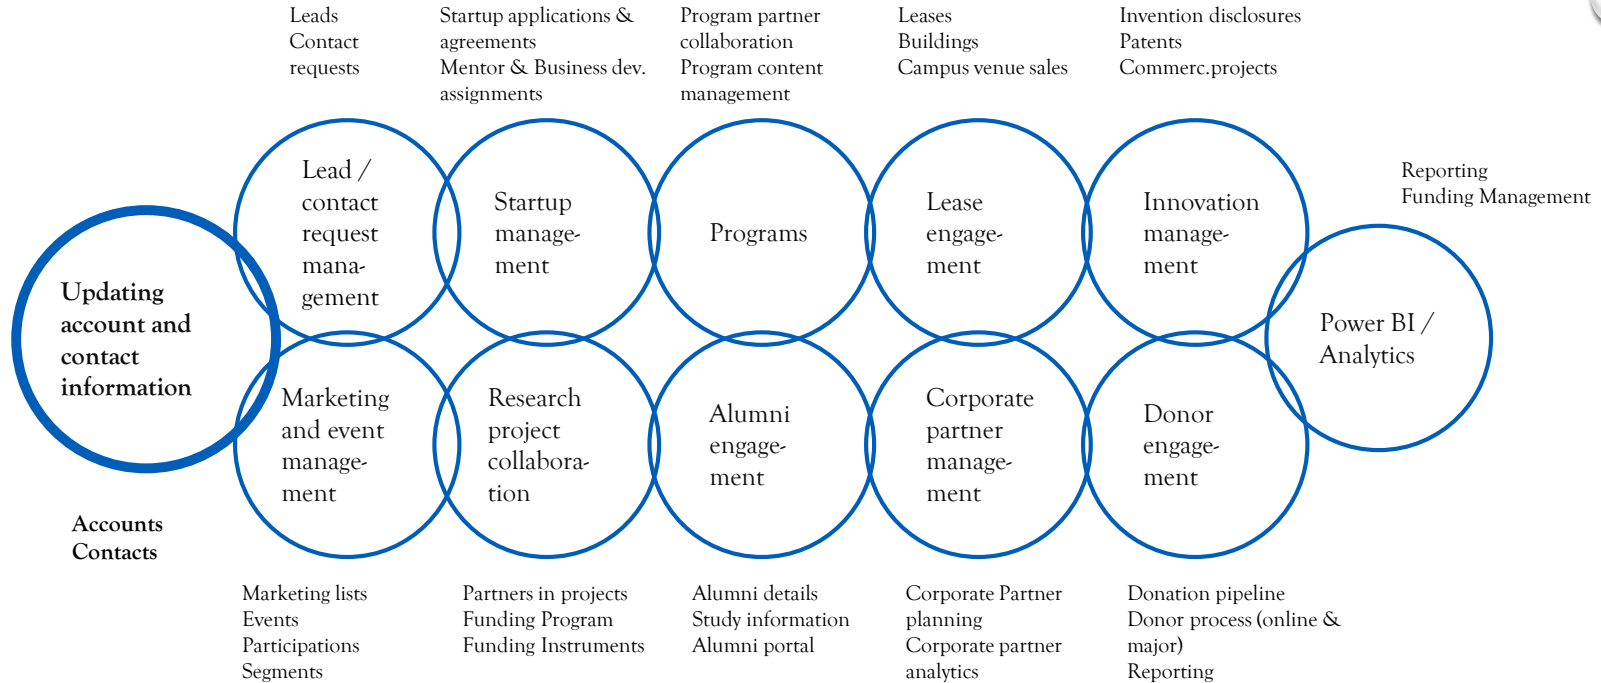 Leads
Contact
requests
Startup applications &
agreements
Mentor & Business dev.
assignments
Program partner
collaboration
Program content
management
Leases
Buildings
Campus venue sales
Invention disclosures
Patents
Commerc.projects
Reporting
Funding Management
Lead /
contact
request
mana-
gement
Startup
manage-
ment
Programs
Lease
engage-
ment
Innovation
manage-
ment
Updating
account and
contact
information
Power BI /
Analytics
Marketing
and event
manage-
ment
Research
project
collabora-
tion
Alumni
engage-
ment
Corporate
partner
manage-
ment
Donor
engage-
ment
Accounts
Contacts
Marketing lists
Events
Participations
Segments
Partners in projects
Funding Program
Funding Instruments
Alumni details
Study information
Alumni portal
Corporate Partner
planning
Corporate partner
analytics
Donation pipeline
Donor process (online &
major)
Reporting